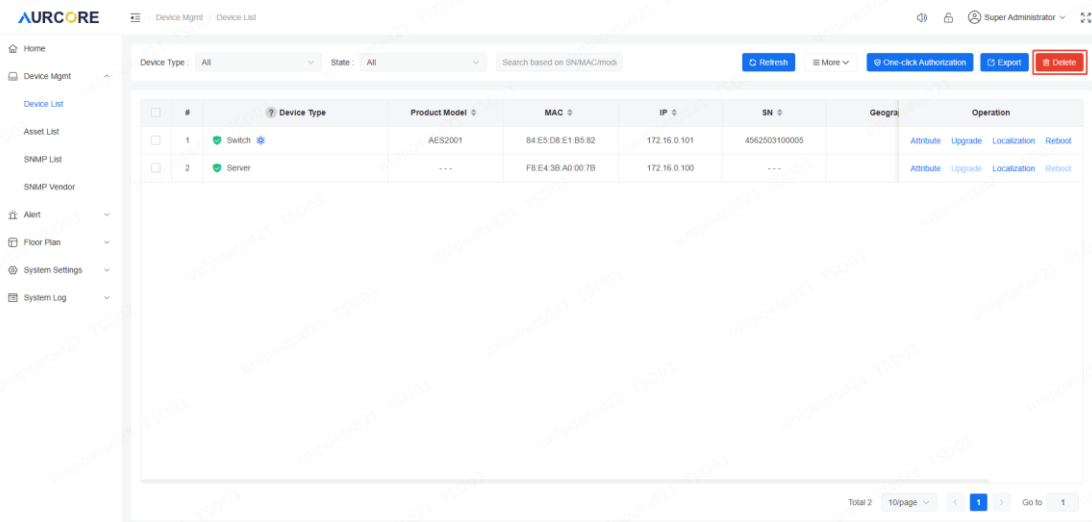 AURCORE
Device Mgmt / Device List
Super Administrator
Home
Device Mgmt
Device List
Asset List
SNMP List
SNMP Vendor
Alert
Floor Plan
System Settings
System Log
Device Type : All State : All Search based on SN/MAC/mode Refresh More One-click Authorization Export Delete
# ? Device Type Product Model MAC IP SN Geogra Operation
1 Switch AES2001 84:E5:D8:E1:B5:82 172.16.0.101 4562503100005 Attribute Upgrade Localization Reboot
2 Server --- F8:E4:3B:A0:00:7B 172.16.0.100 --- Attribute Upgrade Localization Reboot
Total 2 10/page 1 Go to 1